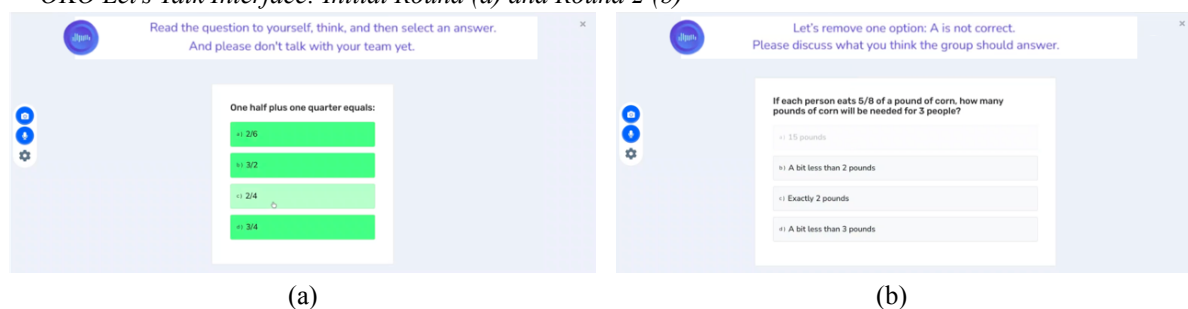 ORO Let's Talk Interface: Initial Round (a) and Round 2 (b)
Read the question to yourself, think, and then select an answer.
And please don't talk with your team yet.
One half plus one quarter equals:
a) 2/6
b) 3/2
c) 2/4
d) 3/4
(a)
Let's remove one option: A is not correct.
Please discuss what you think the group should answer.
If each person eats 5/8 of a pound of corn, how many
pounds of corn will be needed for 3 people?
a) 15 pounds
b) A bit less than 2 pounds
c) Exactly 2 pounds
d) A bit less than 3 pounds
(b)